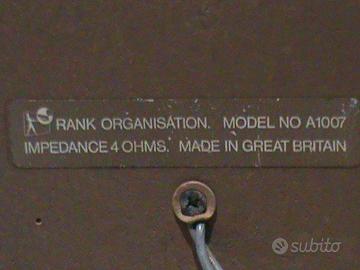 RANK ORGANISATION. MODEL NO A1007
IMPEDANCE 4 OHMS. MADE IN GREAT BRITAIN
subito